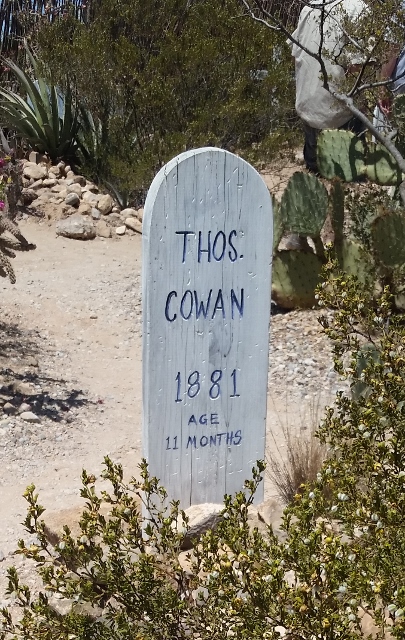 THOS.
COWAN
1881
AGE
11 MONTHS